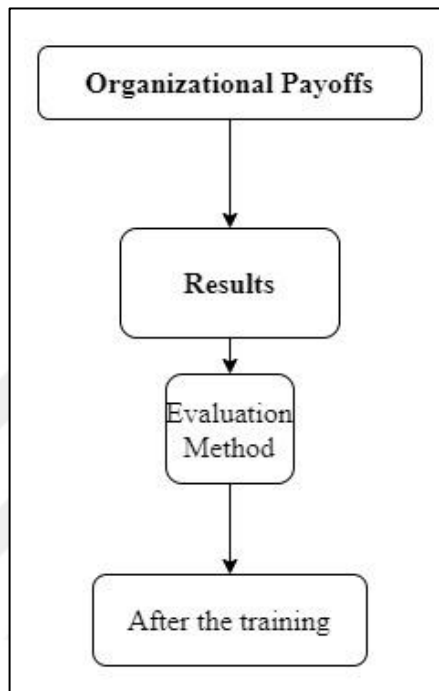 Organizational Payoffs
Results
Evaluation
Method
After the training